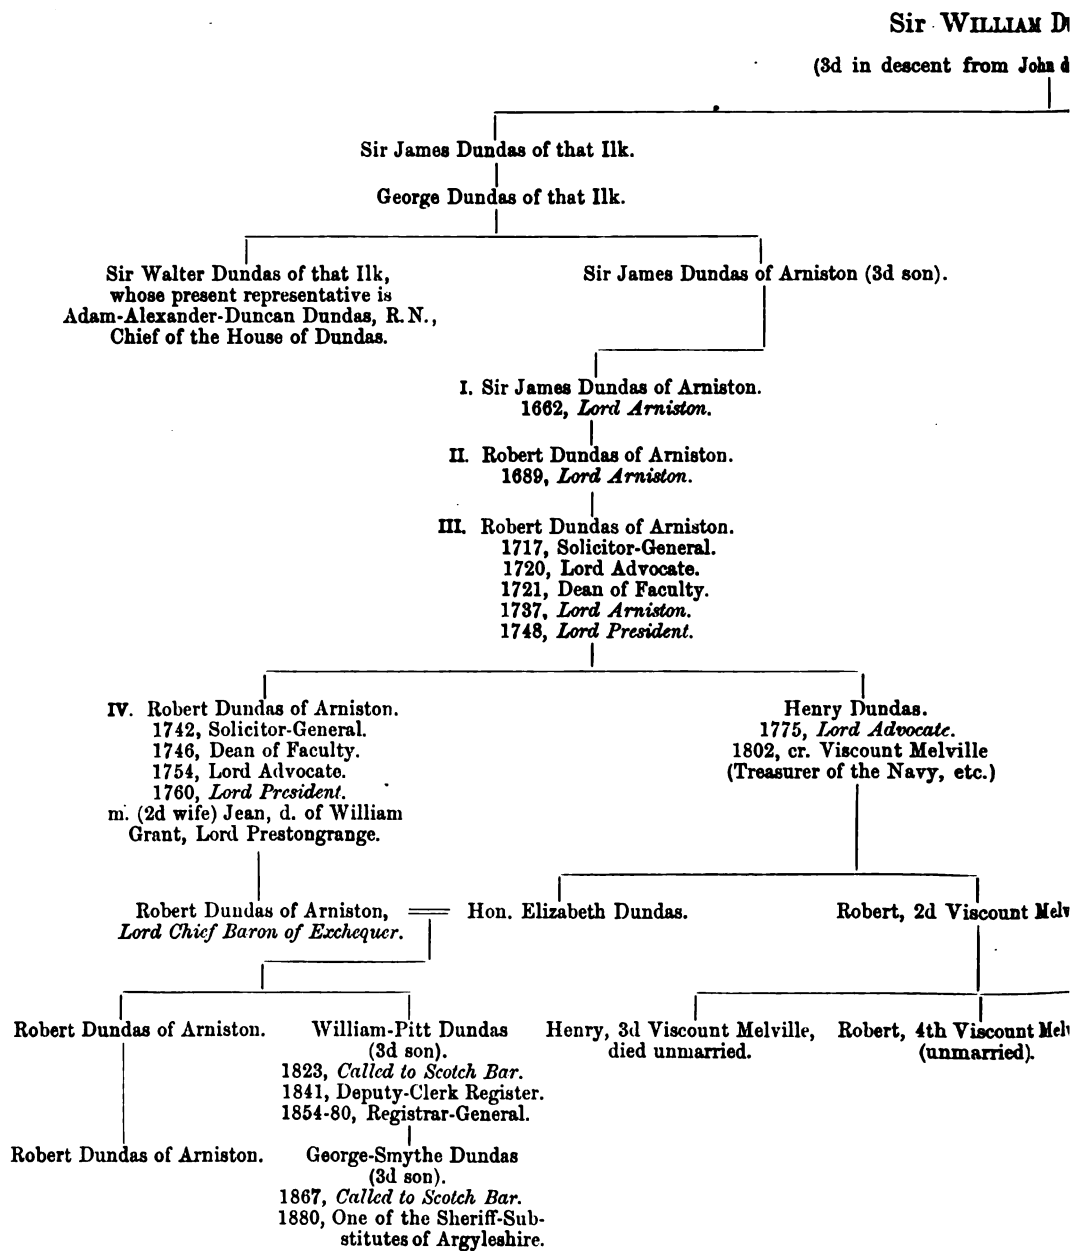 Sir WILLIAM
(3d in descent from John
Sir James Dundas of that Ilk.
George Dundas of that Ilk.
Sir Walter Dundas of that Ilk,
whose present representative is
Adam-Alexander-Duncan Dundas, R.N.,
Chief of the House of Dundas.
Sir James Dundas of Arniston (3d son).
I. Sir James Dundas of Arniston.
1662, Lord Arniston.
II. Robert Dundas of Arniston.
1689, Lord Arniston.
III. Robert Dundas of Arniston.
1717, Solicitor-General.
1720, Lord Advocate.
1721, Dean of Faculty.
1737, Lord Arniston.
1748, Lord President.
IV. Robert Dundas of Arniston.
1742, Solicitor-General.
1746, Dean of Faculty.
1754, Lord Advocate.
1760, Lord President.
m. (2d wife) Jean, d. of William
Grant, Lord Prestongrange.
Henry Dundas.
1775, Lord Advocate.
1802, cr. Viscount Melville
(Treasurer of the Navy, etc.)
Robert Dundas of Arniston,
Lord Chief Baron of Exchequer.
Hon. Elizabeth Dundas.
Robert, 2d Viscount
Robert Dundas of Arniston.
William-Pitt Dundas
(3d son).
1823, Called to Scotch Bar.
1841, Deputy-Clerk Register.
1854-80, Registrar-General.
Henry, 3d Viscount Melville,
died unmarried.
Robert, 4th Viscount
(unmarried).
Robert Dundas of Arniston.
George-Smythe Dundas
(3d son).
1867, Called to Scotch Bar.
1880, One of the Sheriff-Sub-
stitutes of Argyleshire.